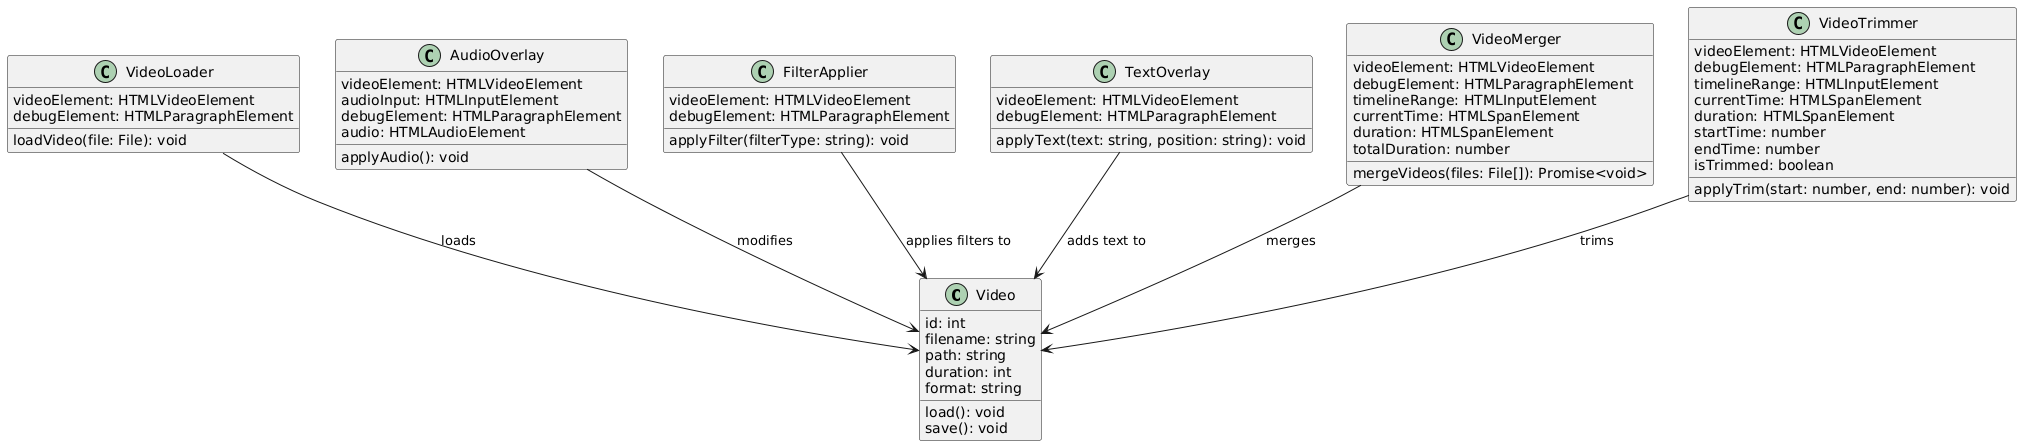 C VideoLoader
videoElement: HTMLVideoElement
debugElement: HTMLParagraphElement
loadVideo(file: File): void
C AudioOverlay
videoElement: HTMLVideoElement
audioInput: HTMLInputElement
debugElement: HTMLParagraphElement
audio: HTMLAudioElement
applyAudio(): void
C FilterApplier
videoElement: HTMLVideoElement
debugElement: HTMLParagraphElement
applyFilter(filterType: string): void
C TextOverlay
videoElement: HTMLVideoElement
debugElement: HTMLParagraphElement
applyText(text: string, position: string): void
C VideoMerger
videoElement: HTMLVideoElement
debugElement: HTMLParagraphElement
timelineRange: HTMLInputElement
currentTime: HTMLSpanElement
duration: HTMLSpanElement
totalDuration: number
mergeVideos(files: File[]): Promise<void>
C VideoTrimmer
videoElement: HTMLVideoElement
debugElement: HTMLParagraphElement
timelineRange: HTMLInputElement
currentTime: HTMLSpanElement
duration: HTMLSpanElement
startTime: number
endTime: number
isTrimmed: boolean
applyTrim(start: number, end: number): void
loads
modifies
applies filters to
adds text to
merges
trims
C Video
id: int
filename: string
path: string
duration: int
format: string
load(): void
save(): void